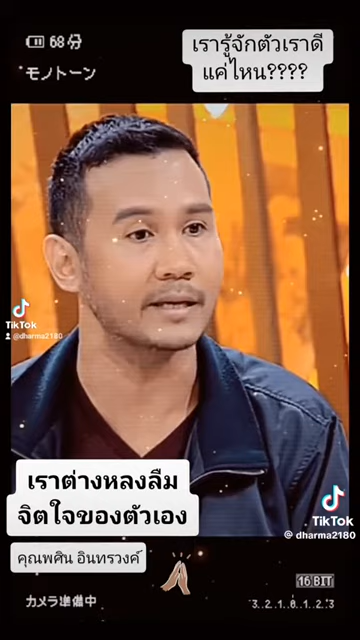 68分
モノトーン
เรารู้จักตัวเราดี
แค่ไหน????
TikTok
@dharma2180
เราต่างหลงลืม
จิตใจของตัวเอง
TikTok
@dharma2180
คุณพศิน อินทรวงค์
16 BIT
カメラ準備中
3..2..1..0..1..2..3